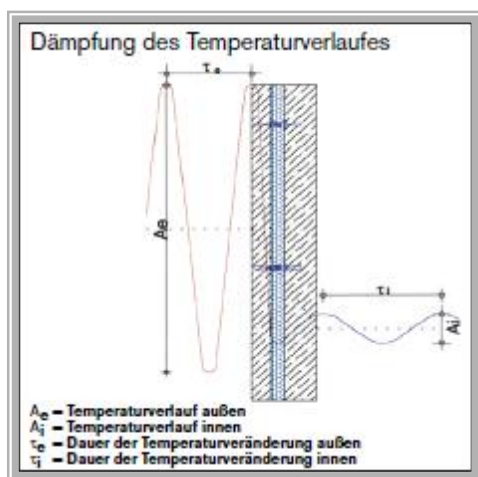 Dämpfung des Temperaturverlaufes
τe
Ae
τi
Ai
Ae = Temperaturverlauf außen
Ai = Temperaturverlauf innen
τe = Dauer der Temperaturveränderung außen
τi = Dauer der Temperaturveränderung innen